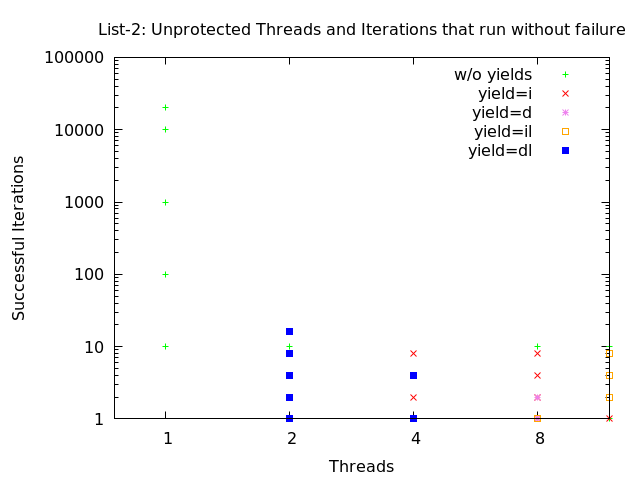 List-2: Unprotected Threads and Iterations that run without failure
100000
10000
1000
100
10
1
Successful Iterations
w/o yields
yield=i
yield=d
yield=il
yield=dl
1 2 4 8
Threads